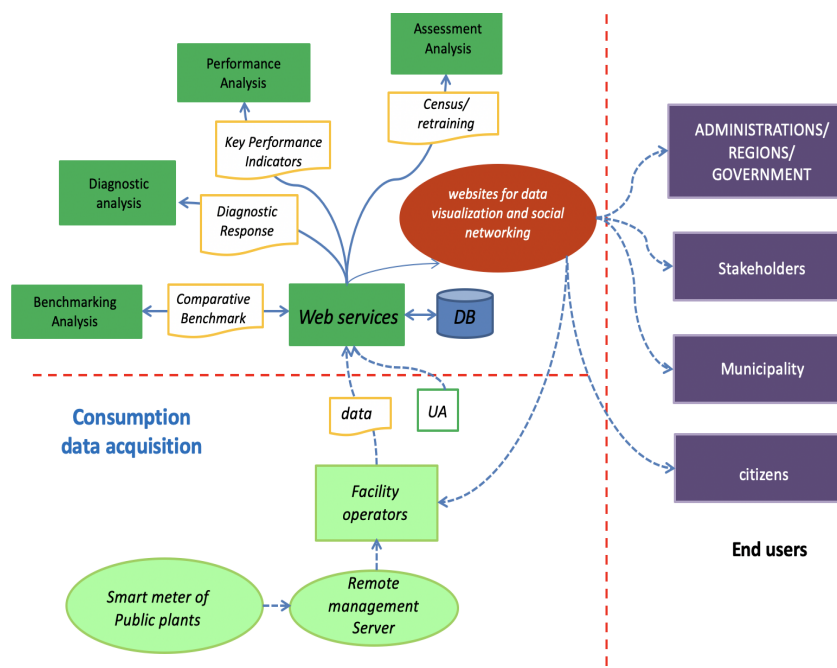 Assessment
Analysis
Performance
Analysis
Census/
retraining
Key Performance
Indicators
ADMINISTRATIONS/
REGIONS/
GOVERNMENT
Diagnostic
analysis
Diagnostic
Response
websites for data
visualization and social
networking
Stakeholders
Benchmarking
Analysis
Comparative
Benchmark
Web services
DB
Municipality
Consumption
data acquisition
data
UA
citizens
Facility
operators
End users
Smart meter of
Public plants
Remote
management
Server